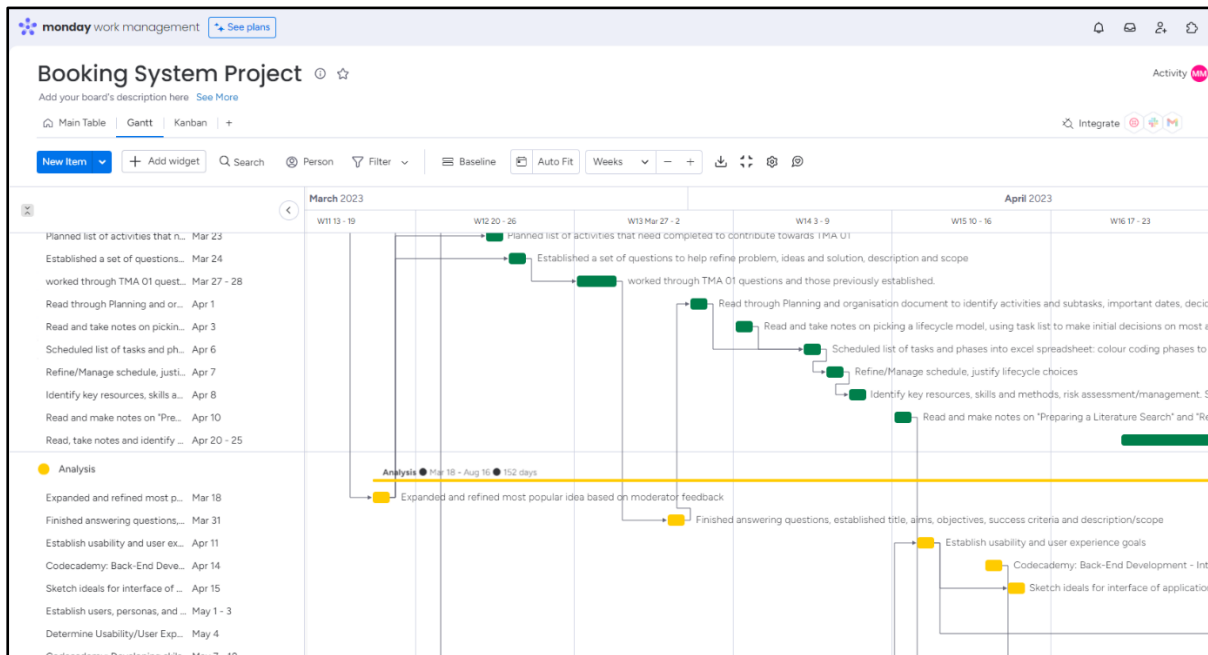 monday work management See plans
Booking System Project
Activity MM
Add your board's description here See More
Main Table Gantt Kanban +
Integrate
New Item + Add widget Search Person Filter Baseline Auto Fit Weeks − +
March 2023 April 2023
W11 13 - 19 W12 20 - 26 W13 Mar 27 - 2 W14 3 - 9 W15 10 - 16 W16 17 - 23
Planned list of activities that n... Mar 23 Planned list of activities that need completed to contribute towards TMA 01
Established a set of questions... Mar 24 Established a set of questions to help refine problem, ideas and solution, description and scope
worked through TMA 01 quest... Mar 27 - 28 worked through TMA 01 questions and those previously established.
Read through Planning and or... Apr 1 Read through Planning and organisation document to identify activities and subtasks, important dates, decid
Read and take notes on pickin... Apr 3 Read and take notes on picking a lifecycle model, using task list to make initial decisions on most a
Scheduled list of tasks and ph... Apr 6 Scheduled list of tasks and phases into excel spreadsheet: colour coding phases to
Refine/Manage schedule, justi... Apr 7 Refine/Manage schedule, justify lifecycle choices
Identify key resources, skills a... Apr 8 Identify key resources, skills and methods, risk assessment/management. S
Read and make notes on "Pre... Apr 10 Read and make notes on "Preparing a Literature Search" and "Re
Read, take notes and identify ... Apr 20 - 25
Analysis
Analysis ● Mar 18 - Aug 16 ● 152 days
Expanded and refined most p... Mar 18 Expanded and refined most popular idea based on moderator feedback
Finished answering questions,... Mar 31 Finished answering questions, established title, aims, objectives, success criteria and description/scope
Establish usability and user ex... Apr 11 Establish usability and user experience goals
Codecademy: Back-End Deve... Apr 14 Codecademy: Back-End Development - Int
Sketch ideals for interface of ... Apr 15 Sketch ideals for interface of application
Establish users, personas, and ... May 1 - 3
Determine Usability/User Exp... May 4